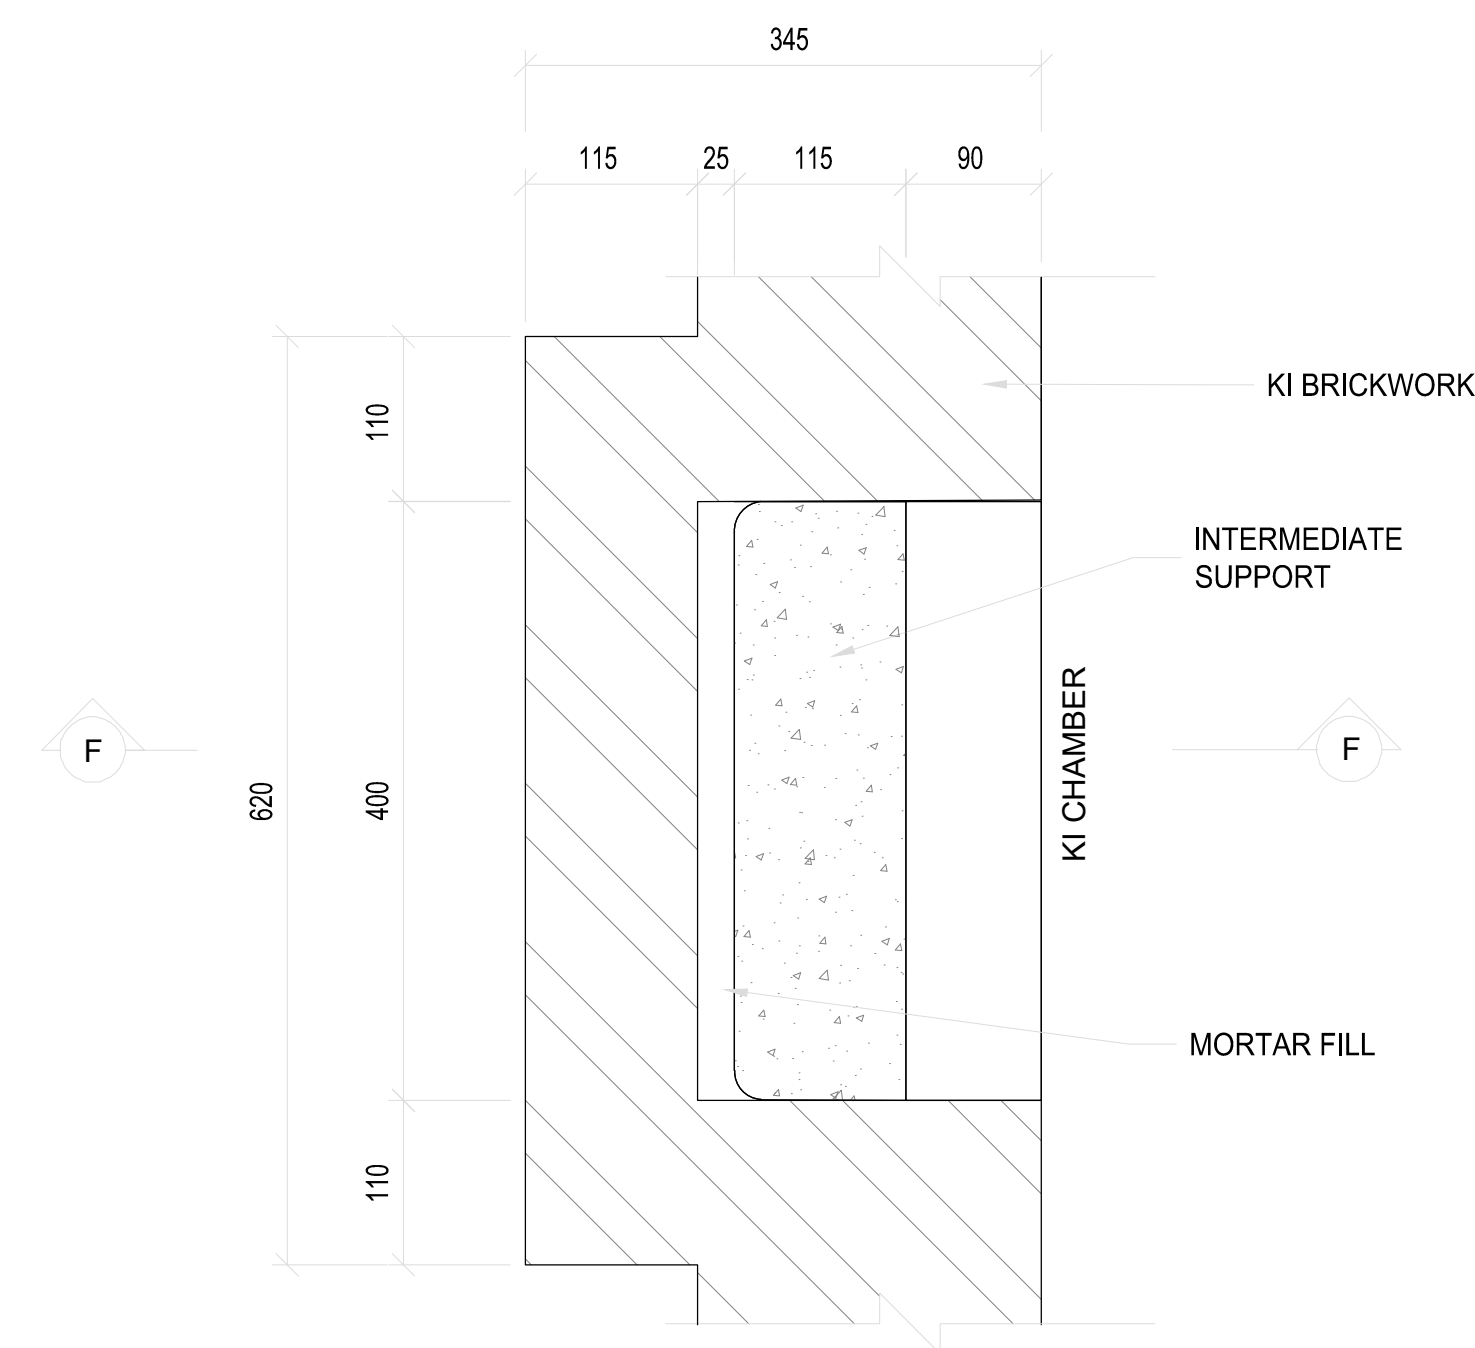 345
115 25 115 90
KI BRICKWORK
110
INTERMEDIATE
SUPPORT
KI CHAMBER
F
F
620
400
MORTAR FILL
110